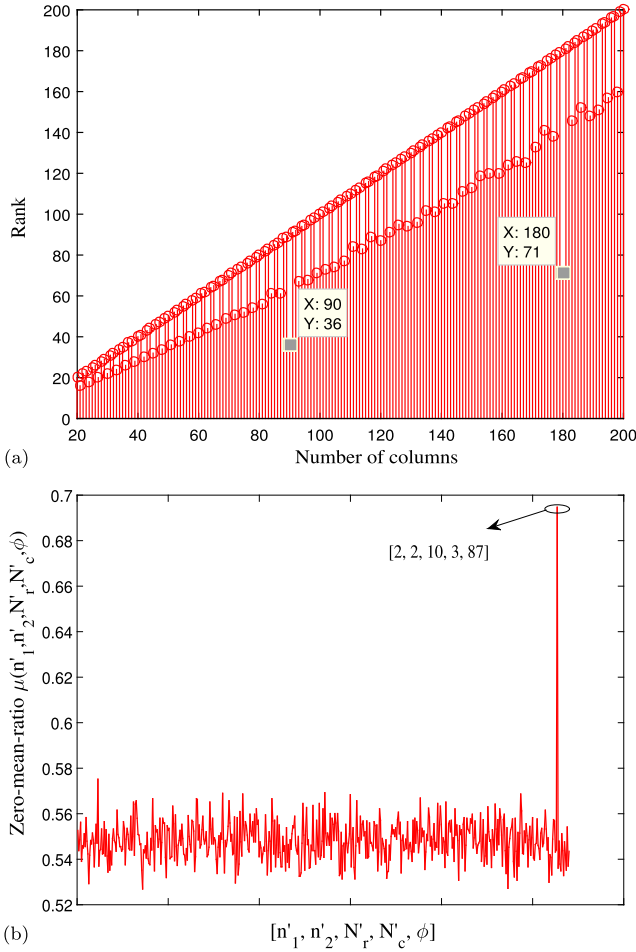 200
180
160
140
120
100
80
60
40
20
0
Rank
X: 180
Y: 71
X: 90
Y: 36
20 40 60 80 100 120 140 160 180 200
Number of columns
(a)
0.7
0.68
0.66
0.64
0.62
0.6
0.58
0.56
0.54
0.52
Zero-mean-ratio μ(n'₁,n'₂,N'ᵣ,N'c,ϕ)
[2, 2, 10, 3, 87]
[n'₁, n'₂, N'ᵣ, N'c, ϕ]
(b)